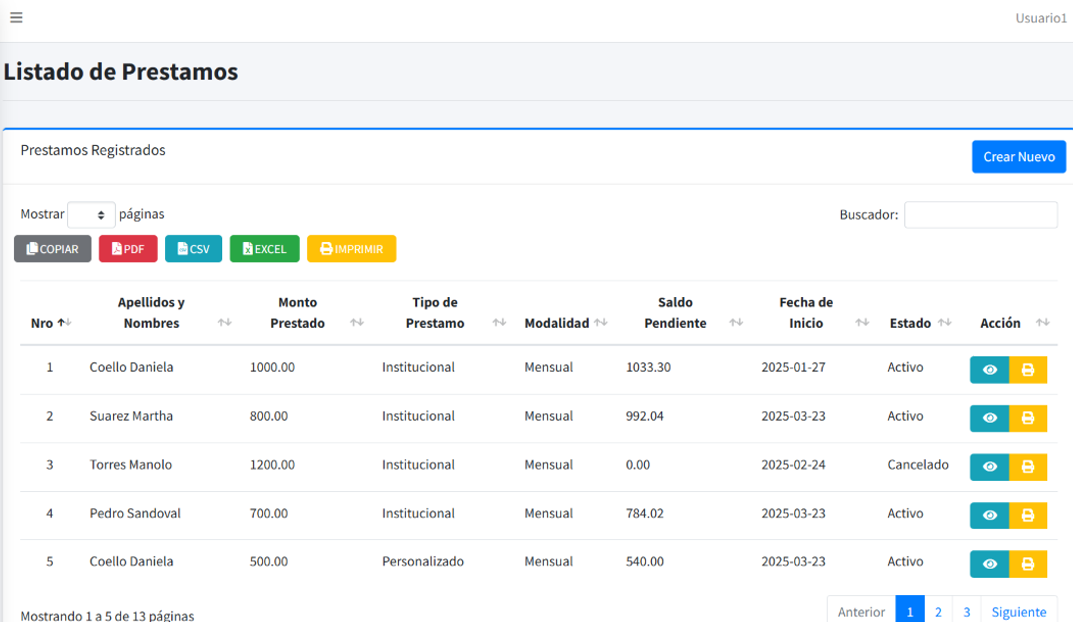 Usuario1
Listado de Prestamos
Prestamos Registrados
Crear Nuevo
Mostrar páginas
Buscador:
COPIAR PDF CSV EXCEL IMPRIMIR
Nro Apellidos y Nombres Monto Prestado Tipo de Prestamo Modalidad Saldo Pendiente Fecha de Inicio Estado Acción
1 Coello Daniela 1000.00 Institucional Mensual 1033.30 2025-01-27 Activo
2 Suarez Martha 800.00 Institucional Mensual 992.04 2025-03-23 Activo
3 Torres Manolo 1200.00 Institucional Mensual 0.00 2025-02-24 Cancelado
4 Pedro Sandoval 700.00 Institucional Mensual 784.02 2025-03-23 Activo
5 Coello Daniela 500.00 Personalizado Mensual 540.00 2025-03-23 Activo
Mostrando 1 a 5 de 13 páginas
Anterior 1 2 3 Siguiente